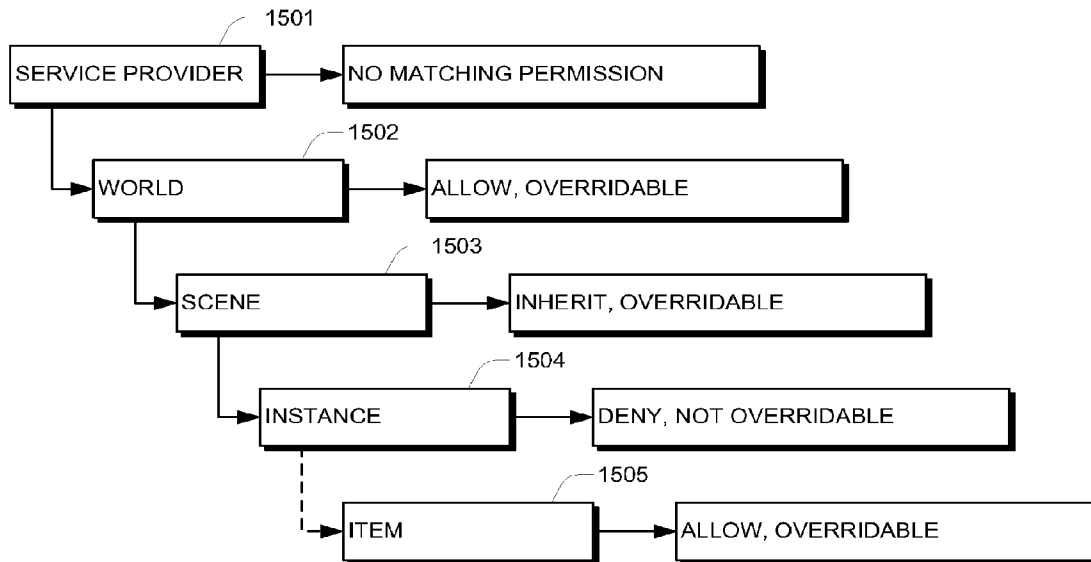 1501
SERVICE PROVIDER
NO MATCHING PERMISSION
1502
WORLD
ALLOW, OVERRIDABLE
1503
SCENE
INHERIT, OVERRIDABLE
1504
INSTANCE
DENY, NOT OVERRIDABLE
1505
ITEM
ALLOW, OVERRIDABLE